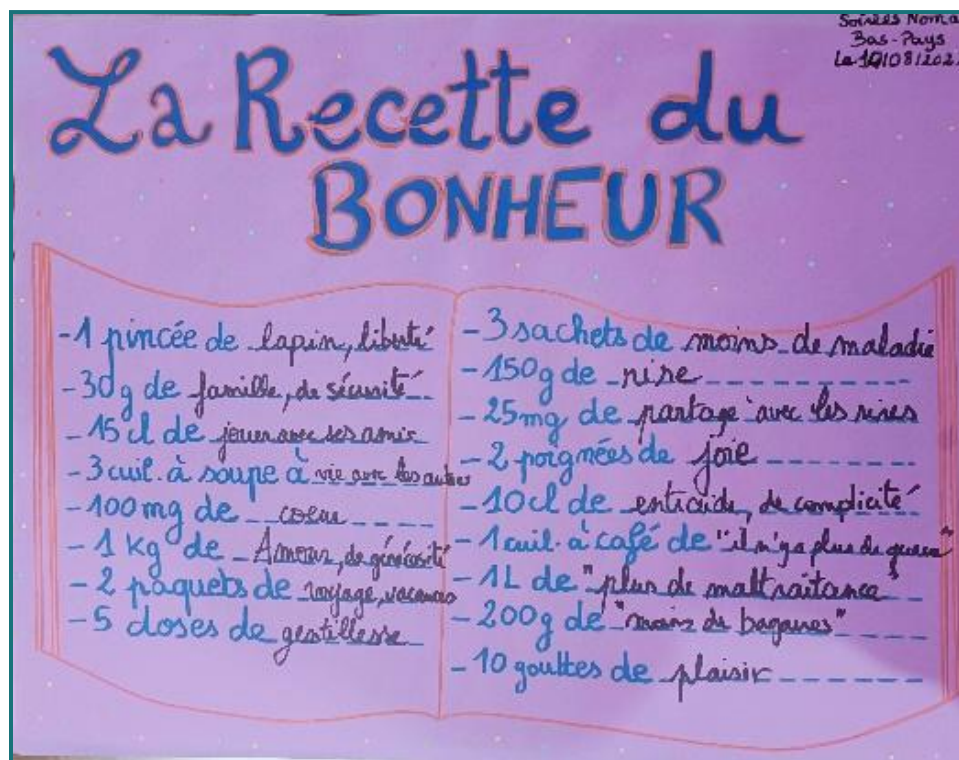 Soirées Noma
Bas-Pays
Le 10/08/202
La Recette du
BONHEUR
-1 pincée de lapin, liberté
-30g de famille, de sécurité
-15 cl de jouer avec ses amis
-3 cuil. à soupe à vie avec les autres
-100mg de coeur
-1 Kg de Amour, de générosité
-2 paquets de voyage, vacances
-5 doses de gentillesse
-3 sachets de moins de maladie
-150g de rire
-25mg de partage avec les rires
-2 poignées de joie
-10cl de entraide, de complicité
-1 cuil. à café de "il n'y a plus de guerre"
-1L de "plus de maltraitance"
-200g de "moins de bagarres"
-10 gouttes de plaisir